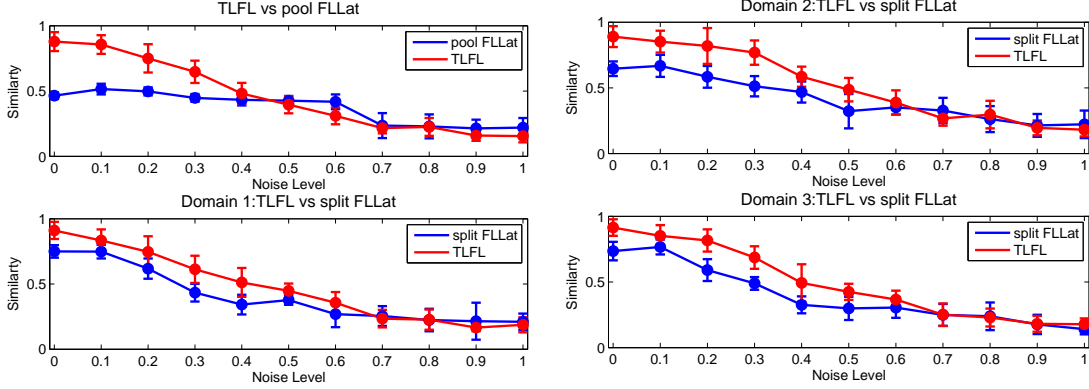 TLFL vs pool FLLat
1
0.5
0
Similarty
pool FLLat
TLFL
0 0.1 0.2 0.3 0.4 0.5 0.6 0.7 0.8 0.9 1
Noise Level
Domain 2:TLFL vs split FLLat
1
0.5
0
Similarty
split FLLat
TLFL
0 0.1 0.2 0.3 0.4 0.5 0.6 0.7 0.8 0.9 1
Noise Level
Domain 1:TLFL vs split FLLat
1
0.5
0
Similarty
split FLLat
TLFL
0 0.1 0.2 0.3 0.4 0.5 0.6 0.7 0.8 0.9 1
Noise Level
Domain 3:TLFL vs split FLLat
1
0.5
0
Similarty
split FLLat
TLFL
0 0.1 0.2 0.3 0.4 0.5 0.6 0.7 0.8 0.9 1
Noise Level